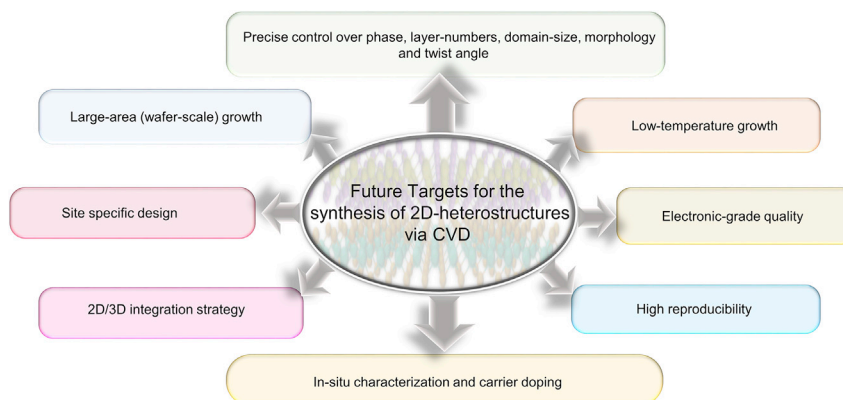 Precise control over phase, layer-numbers, domain-size, morphology
and twist angle
Large-area (wafer-scale) growth
Low-temperature growth
Future Targets for the
synthesis of 2D-heterostructures
via CVD
Site specific design
Electronic-grade quality
2D/3D integration strategy
High reproducibility
In-situ characterization and carrier doping